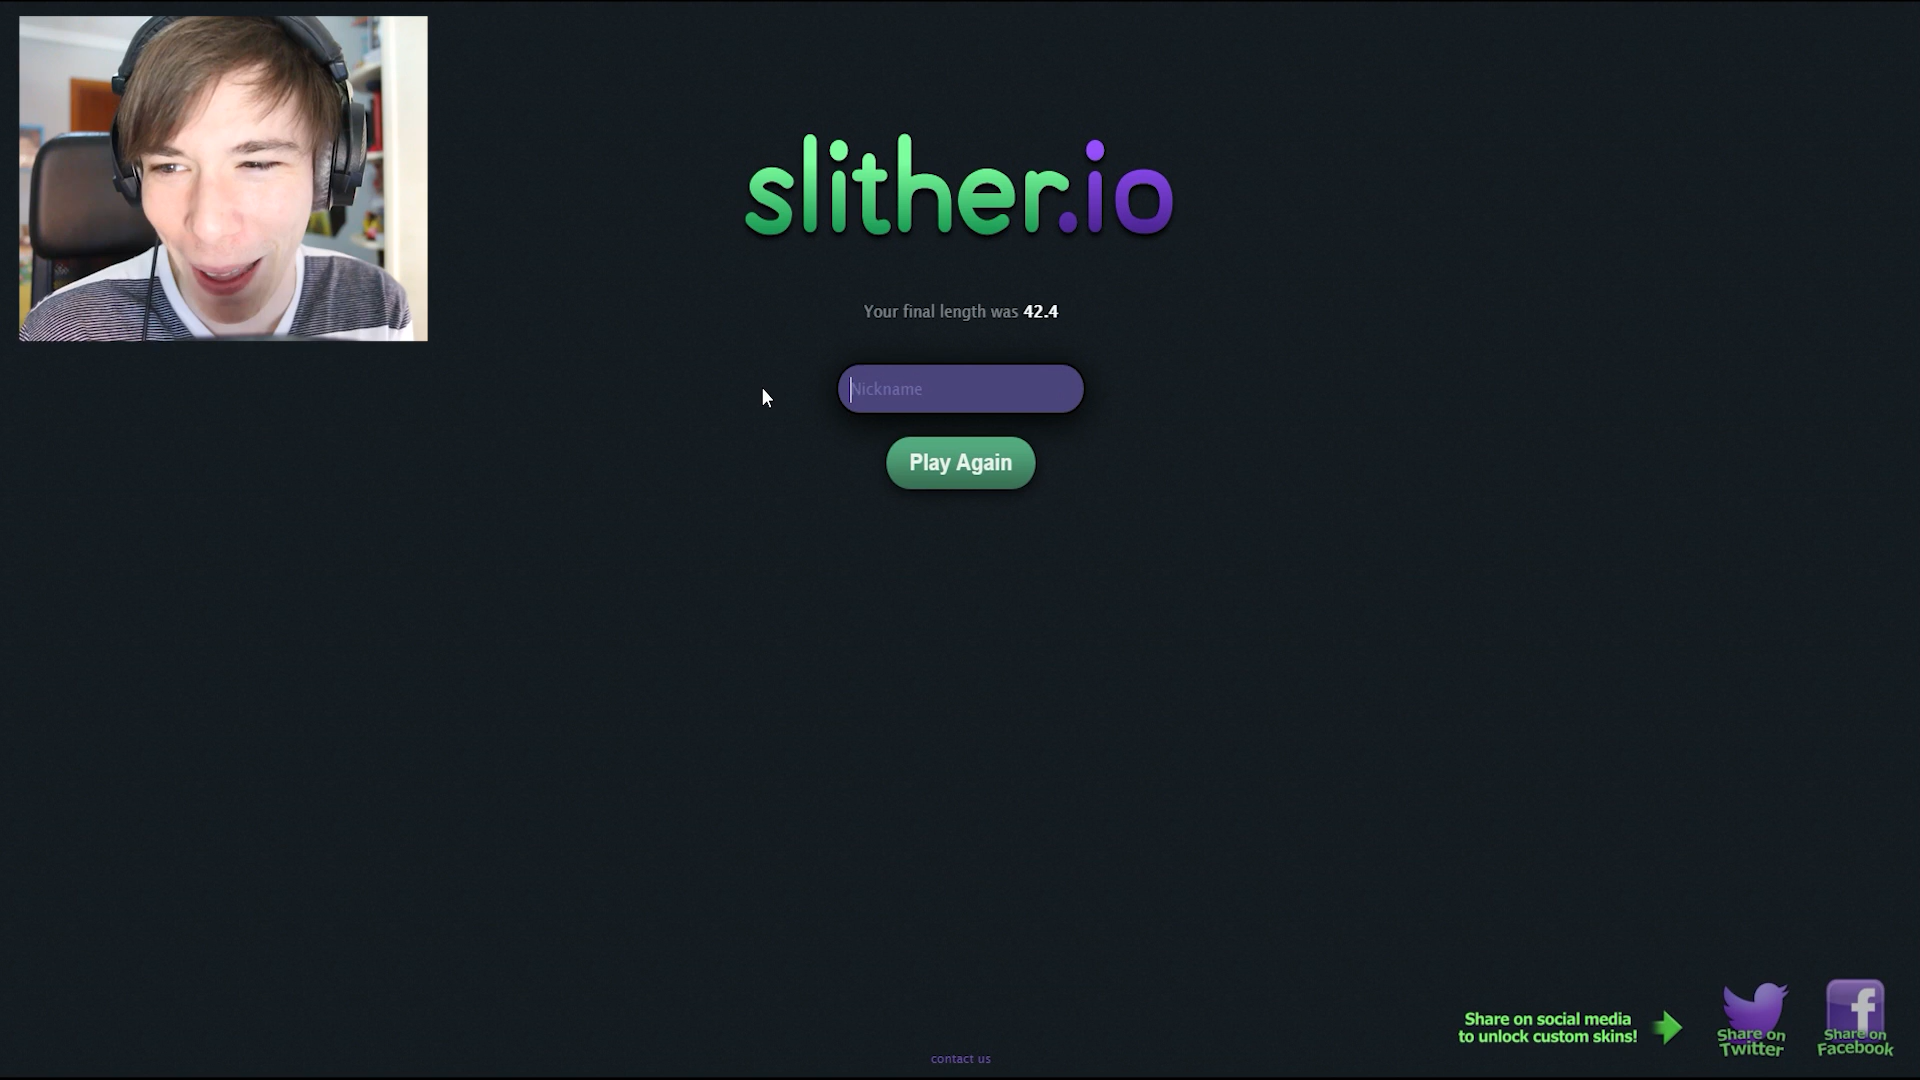 slither.io
Your final length was 42.4
Nickname
Play Again
Share on social media
to unlock custom skins!
Share on
Twitter
Share on
Facebook
contact us